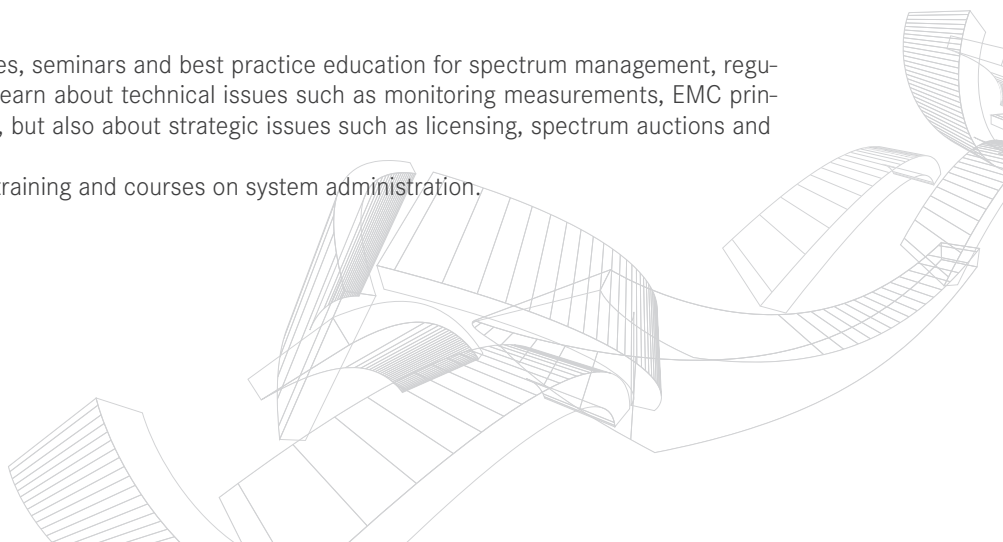 es, seminars and best practice education for spectrum management, regu-
earn about technical issues such as monitoring measurements, EMC prin-
, but also about strategic issues such as licensing, spectrum auctions and
training and courses on system administration.